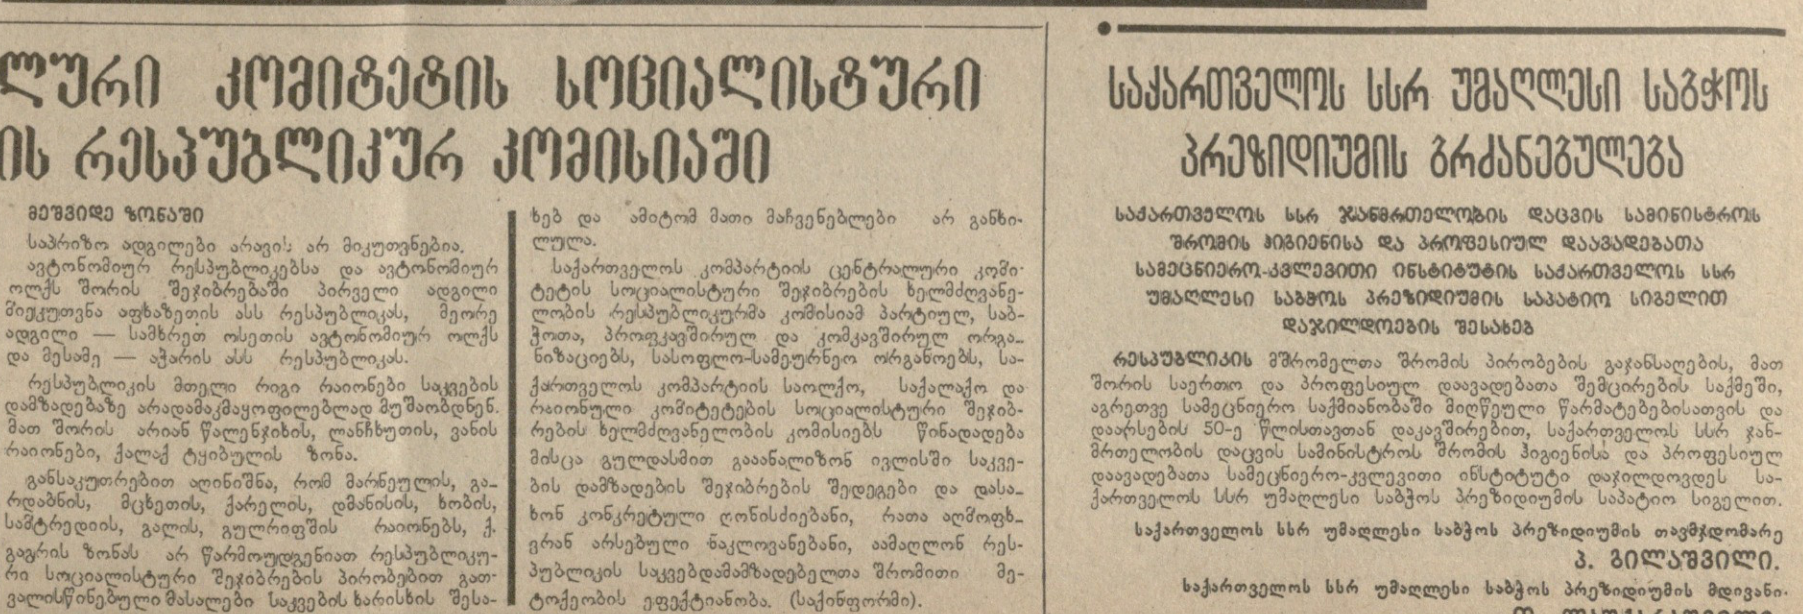 ლური კომიტეტის სოციალისტური
ის რესპუბლიკურ კომისიაში
მეშვიდე ზონაში
საპრიზო ადგილები არავის არ მიკუთვნებია.
ავტონომიურ რესპუბლიკებსა და ავტონომიურ
ოლქს შორის შეჯიბრებაში პირველი ადგილი
მიეკუთვნა აფხაზეთის ასს რესპუბლიკას, მეორე
ადგილი — სამხრეთ ოსეთის ავტონომიურ ოლქს
და მესამე — აჭარის ასს რესპუბლიკას.
რესპუბლიკის მთელი რიგი რაიონები საკვების
დამზადებაზე არადამაკმაყოფილებლად მუშაობდნენ.
მათ შორის არიან წალენჯიხის, ლანჩხუთის, ვანის
რაიონები, ქალაქ ტყიბულის ზონა.
განსაკუთრებით აღინიშნა, რომ მარნეულის, გა-
რდაბნის, მცხეთის, ქარელის, დმანისის, ხობის,
სამტრედიის, გალის, გულრიფშის რაიონებს, ქ.
გაგრის ზონას არ წარმოუდგენიათ რესპუბლიკუ-
რი სოციალისტური შეჯიბრების პირობებით გათ-
ვალისწინებული მასალები საკვების ხარისხის შესა-
ხებ და ამიტომ მათი მაჩვენებლები არ განხი-
ლულა.
საქართველოს კომპარტიის ცენტრალური კომი-
ტეტის სოციალისტური შეჯიბრების ხელმძღვანე-
ლობის რესპუბლიკურმა კომისიამ პარტიულ, საბ-
ჭოთა, პროფკავშირულ და კომკავშირულ ორგა-
ნიზაციებს, სასოფლო-სამეურნეო ორგანოებს, სა-
ქართველოს კომპარტიის საოლქო, საქალაქო და
რაიონული კომიტეტების სოციალისტური შეჯიბ-
რების ხელმძღვანელობის კომისიებს წინადადება
მისცა გულდასმით გააანალიზონ ივლისში საკვე-
ბის დამზადების შეჯიბრების შედეგები და დასა-
ხონ კონკრეტული ღონისძიებანი, რათა აღმოფხ-
ვრან არსებული ნაკლოვანებანი, აამაღლონ რეს-
პუბლიკის საკვებდამამზადებელთა შრომითი მე-
ტოქეობის ეფექტიანობა. (საქინფორმი).
საქართველოს სსრ უმაღლესი საბჭოს
პრეზიდიუმის ბრძანებულება
საქართველოს სსრ ჯანმრთელობის დაცვის სამინისტროს
შრომის ჰიგიენისა და პროფესიულ დაავადებათა
სამეცნიერო-კვლევითი ინსტიტუტის საქართველოს სსრ
უმაღლესი საბჭოს პრეზიდიუმის საპატიო სიგელით
დაჯილდოების შესახებ
რესპუბლიკის მშრომელთა შრომის პირობების გაჯანსაღების, მათ
შორის საერთო და პროფესიულ დაავადებათა შემცირების საქმეში,
აგრეთვე სამეცნიერო საქმიანობაში მიღწეული წარმატებებისათვის და
დაარსების 50-ე წლისთავთან დაკავშირებით, საქართველოს სსრ ჯან-
მრთელობის დაცვის სამინისტროს შრომის ჰიგიენისა და პროფესიულ
დაავადებათა სამეცნიერო-კვლევითი ინსტიტუტი დაჯილდოვდეს სა-
ქართველოს სსრ უმაღლესი საბჭოს პრეზიდიუმის საპატიო სიგელით.
საქართველოს სსრ უმაღლესი საბჭოს პრეზიდიუმის თავმჯდომარე
პ. გილაშვილი.
საქართველოს სსრ უმაღლესი საბჭოს პრეზიდიუმის მდივანი.